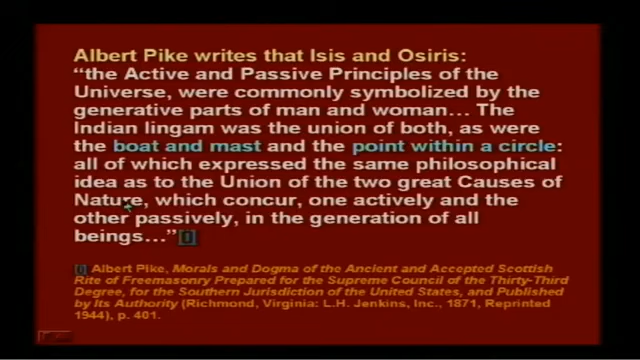 Albert Pike writes that Isis and Osiris:
“the Active and Passive Principles of the
Universe, were commonly symbolized by the
generative parts of man and woman… The
Indian lingam was the union of both, as were
the boat and mast and the point within a circle:
all of which expressed the same philosophical
idea as to the Union of the two great Causes of
Nature, which concur, one actively and the
other passively, in the generation of all
beings…”[]
[] Albert Pike, Morals and Dogma of the Ancient and Accepted Scottish
Rite of Freemasonry Prepared for the Supreme Council of the Thirty-Third
Degree, for the Southern Jurisdiction of the United States, and Published
by Its Authority (Richmond, Virginia: L.H. Jenkins, Inc., 1871, Reprinted
1944), p. 401.